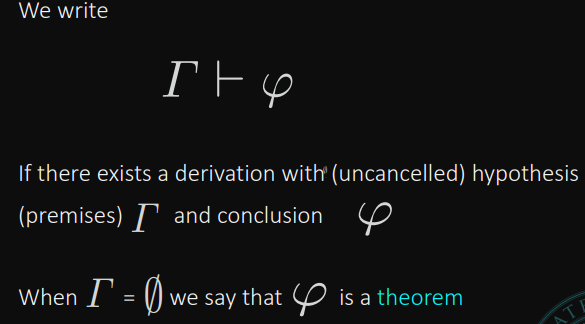 We write
Γ ⊢ φ
If there exists a derivation with (uncancelled) hypothesis
(premises) Γ and conclusion φ
When Γ = ∅ we say that φ is a theorem